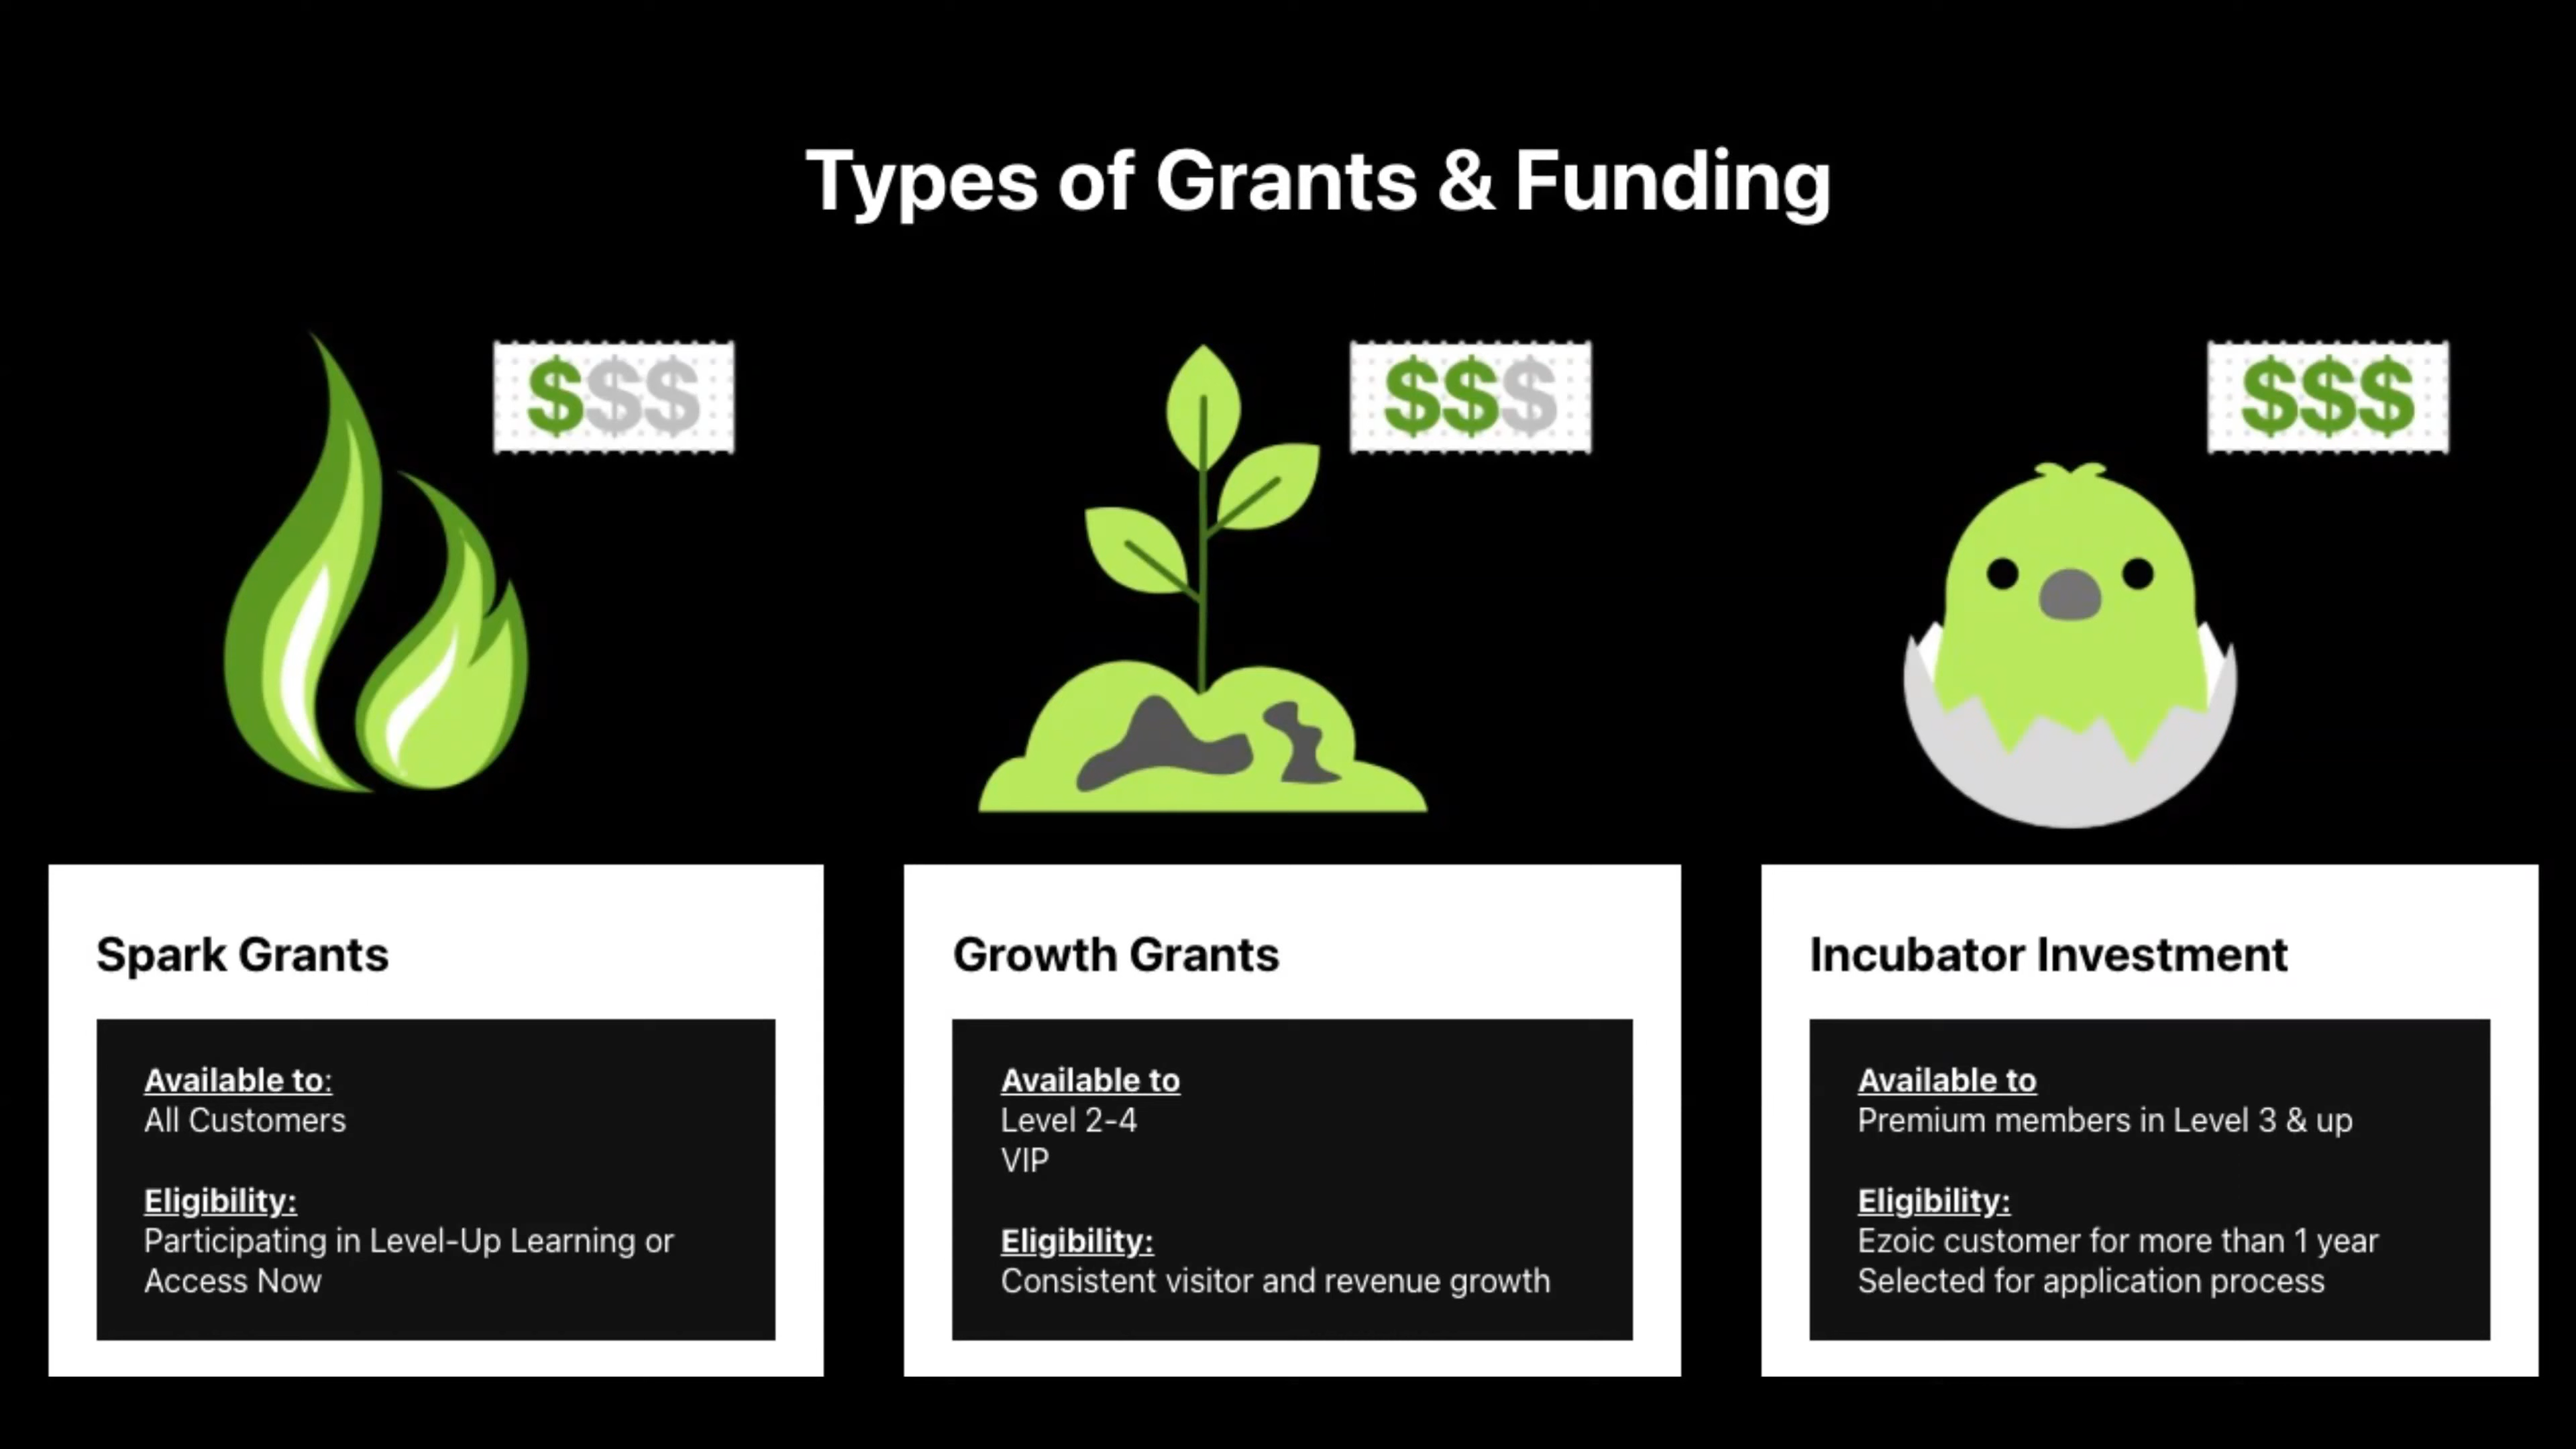 Types of Grants & Funding
$$$
$$$
$$$
Spark Grants
Available to:
All Customers
Eligibility:
Participating in Level-Up Learning or
Access Now
Growth Grants
Available to
Level 2-4
VIP
Eligibility:
Consistent visitor and revenue growth
Incubator Investment
Available to
Premium members in Level 3 & up
Eligibility:
Ezoic customer for more than 1 year
Selected for application process